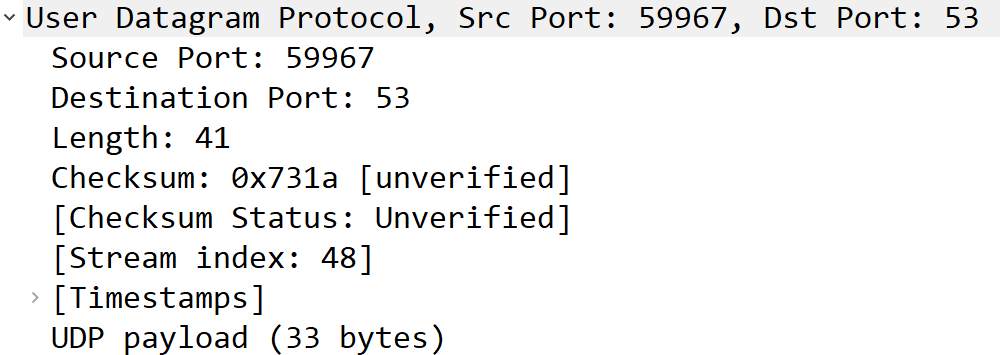 User Datagram Protocol, Src Port: 59967, Dst Port: 53
Source Port: 59967
Destination Port: 53
Length: 41
Checksum: 0x731a [unverified]
[Checksum Status: Unverified]
[Stream index: 48]
[Timestamps]
UDP payload (33 bytes)